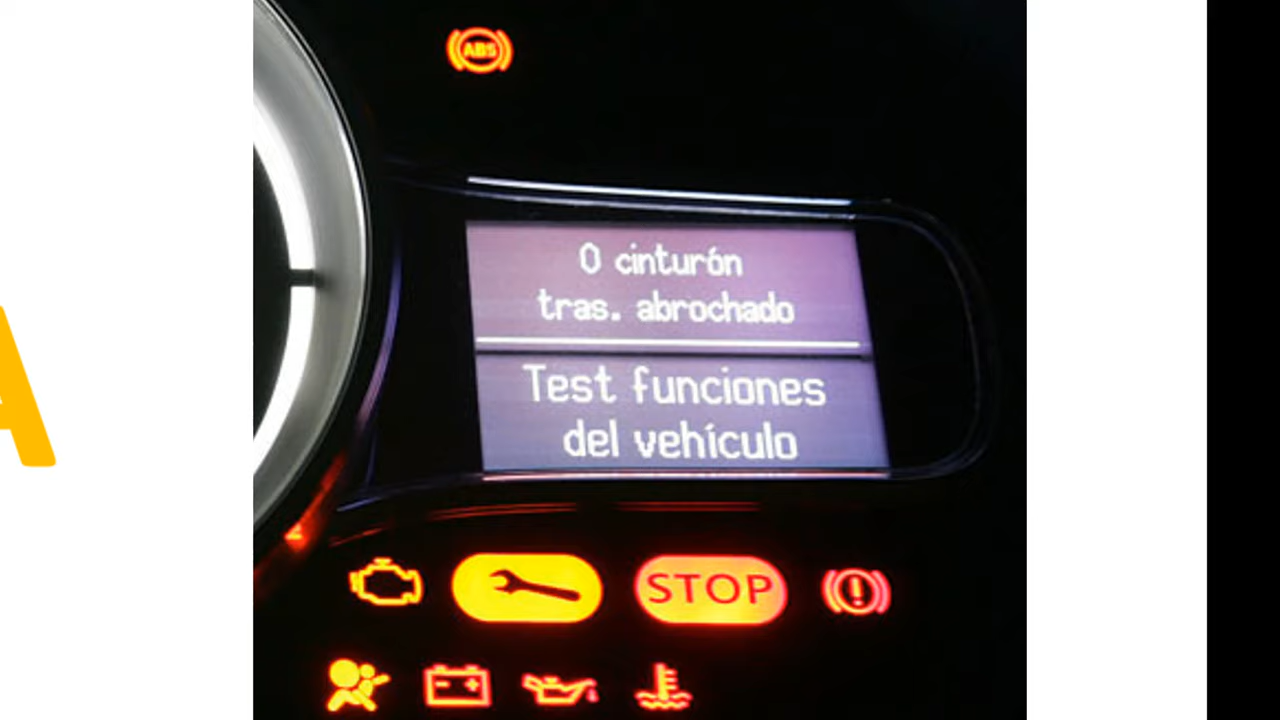 ABS
0 cinturón
tras. abrochado
Test funciones
del vehículo
STOP
A